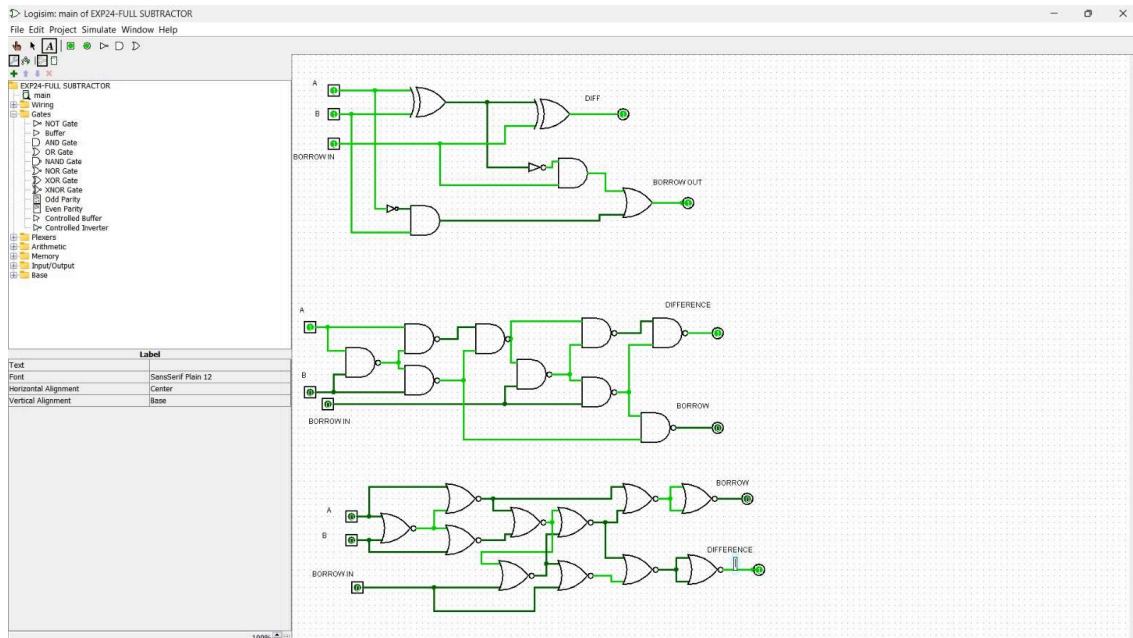 Logisim: main of EXP24-FULL SUBTRACTOR
File Edit Project Simulate Window Help
A
EXP24-FULL SUBTRACTOR
main
Wiring
Gates
NOT Gate
Buffer
AND Gate
OR Gate
NAND Gate
NOR Gate
XOR Gate
XNOR Gate
Odd Parity
Even Parity
Controlled Buffer
Controlled Inverter
Plexers
Arithmetic
Memory
Input/Output
Base
Label
Text
Font SansSerif Plain 12
Horizontal Alignment Center
Vertical Alignment Base
100%
A
B
BORROW IN
DIFF
BORROW OUT
A
B
BORROW IN
DIFFERENCE
BORROW
A
B
BORROW IN
BORROW
DIFFERENCE